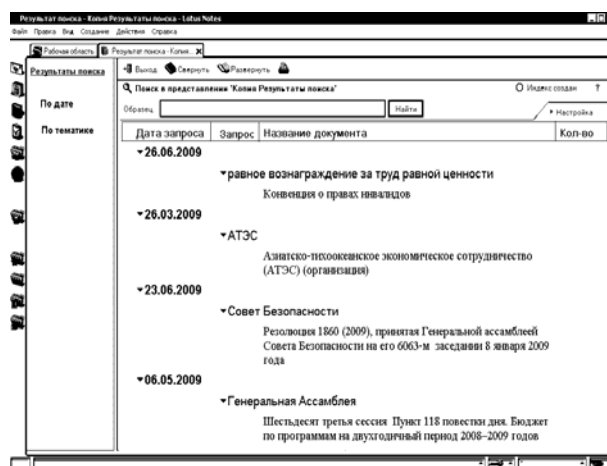 Результат поиска - Копия Результаты поиска - Lotus Notes
Файл Правка Вид Создание Действия Справка
Рабочая область Результат поиска - Копия...
Результаты поиска
По дате
По тематике
Выход Свернуть Развернуть
Поиск в представлении 'Копия Результаты поиска' Индекс создан ?
Образец Найти
Настройка
Дата запроса Запрос Название документа Кол-во
26.06.2009
равное вознаграждение за труд равной ценности
Конвенция о правах инвалидов
26.03.2009
АТЭС
Азиатско-тихоокеанское экономическое сотрудничество
(АТЭС) (организация)
23.06.2009
Совет Безопасности
Резолюция 1860 (2009), принятая Генеральной ассамблеей
Совета Безопасности на его 6063-м заседании 8 января 2009
года
06.05.2009
Генеральная Ассамблея
Шестьдесят третья сессия Пункт 118 повестки дня. Бюджет
по программам на двухгодичный период 2008–2009 годов